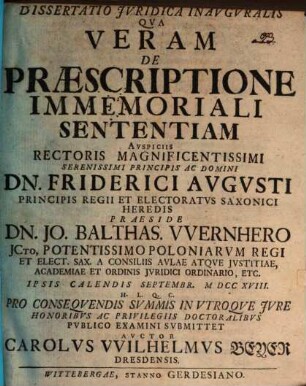 DISSERTATIO JVRIDICA INAVGVRALIS
QVA
VERAM
DE
PRÆSCRIPTIONE
IMMEMORIALI
SENTENTIAM
AVSPICIIS
RECTORIS MAGNIFICENTISSIMI
SERENISSIMI PRINCIPIS AC DOMINI
DN. FRIDERICI AVGVSTI
PRINCIPIS REGII ET ELECTORATVS SAXONICI
HEREDIS
PRAESIDE
DN. JO. BALTHAS. VVERNHERO
JCTO, POTENTISSIMO POLONIARVM REGI
ET ELECT. SAX. A CONSILIIS AVLAE ATQVE JVSTITIAE,
ACADEMIAE ET ORDINIS JVRIDICI ORDINARIO, ETC.
IPSIS CALENDIS SEPTEMBR. M DCC XVIII.
H. L. Q. C.
PRO CONSEQVENDIS SVMMIS IN VTROQVE JVRE
HONORIBVS AC PRIVILEGIIS DOCTORALIBVS
PVBLICO EXAMINI SVBMITTET
AVCTOR
CAROLVS VVILHELMVS BEYER
DRESDENSIS.
WITTEBERGAE, STANNO GERDESIANO.